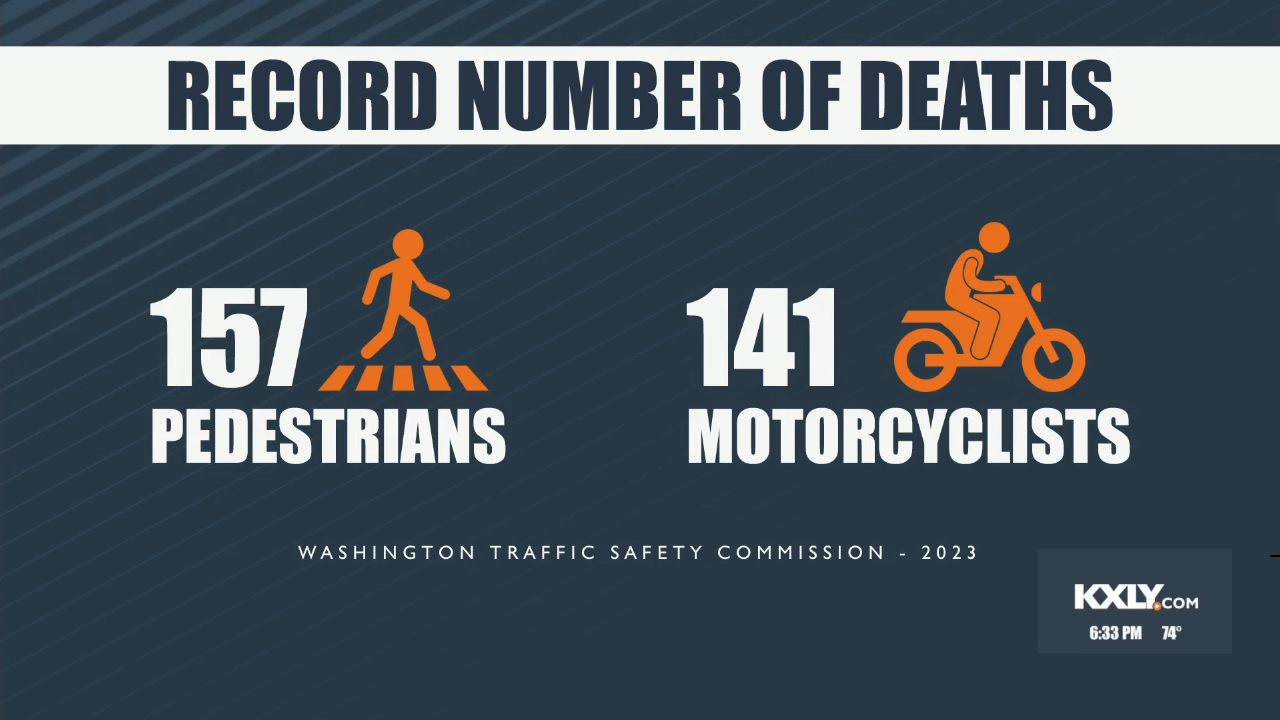 RECORD NUMBER OF DEATHS
157
PEDESTRIANS
141
MOTORCYCLISTS
WASHINGTON TRAFFIC SAFETY COMMISSION - 2023
KXLY.COM
6:33 PM 74°